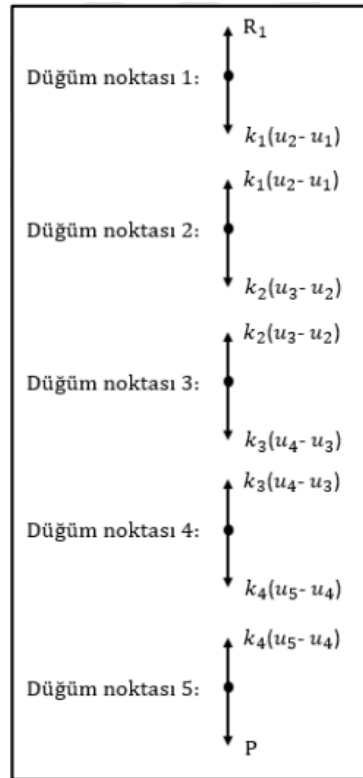 R₁
Düğüm noktası 1:
k₁(u₂- u₁)
k₁(u₂- u₁)
Düğüm noktası 2:
k₂(u₃- u₂)
k₂(u₃- u₂)
Düğüm noktası 3:
k₃(u₄- u₃)
k₃(u₄- u₃)
Düğüm noktası 4:
k₄(u₅- u₄)
k₄(u₅- u₄)
Düğüm noktası 5:
P